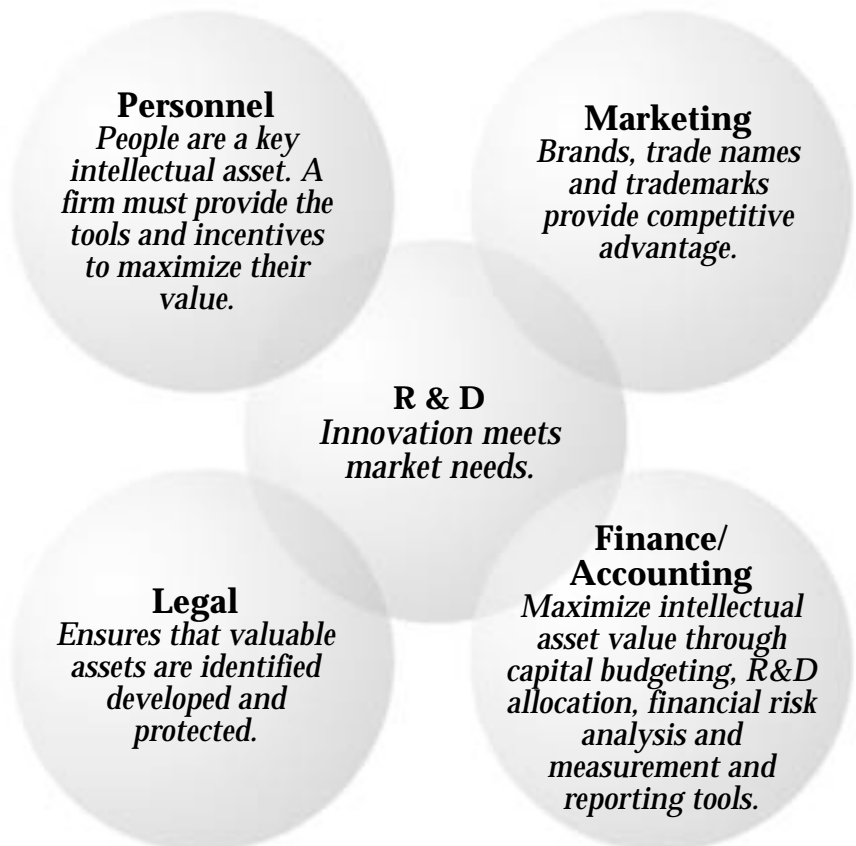 Personnel
People are a key
intellectual asset. A
firm must provide the
tools and incentives
to maximize their
value.
Marketing
Brands, trade names
and trademarks
provide competitive
advantage.
R & D
Innovation meets
market needs.
Legal
Ensures that valuable
assets are identified
developed and
protected.
Finance/
Accounting
Maximize intellectual
asset value through
capital budgeting, R&D
allocation, financial risk
analysis and
measurement and
reporting tools.